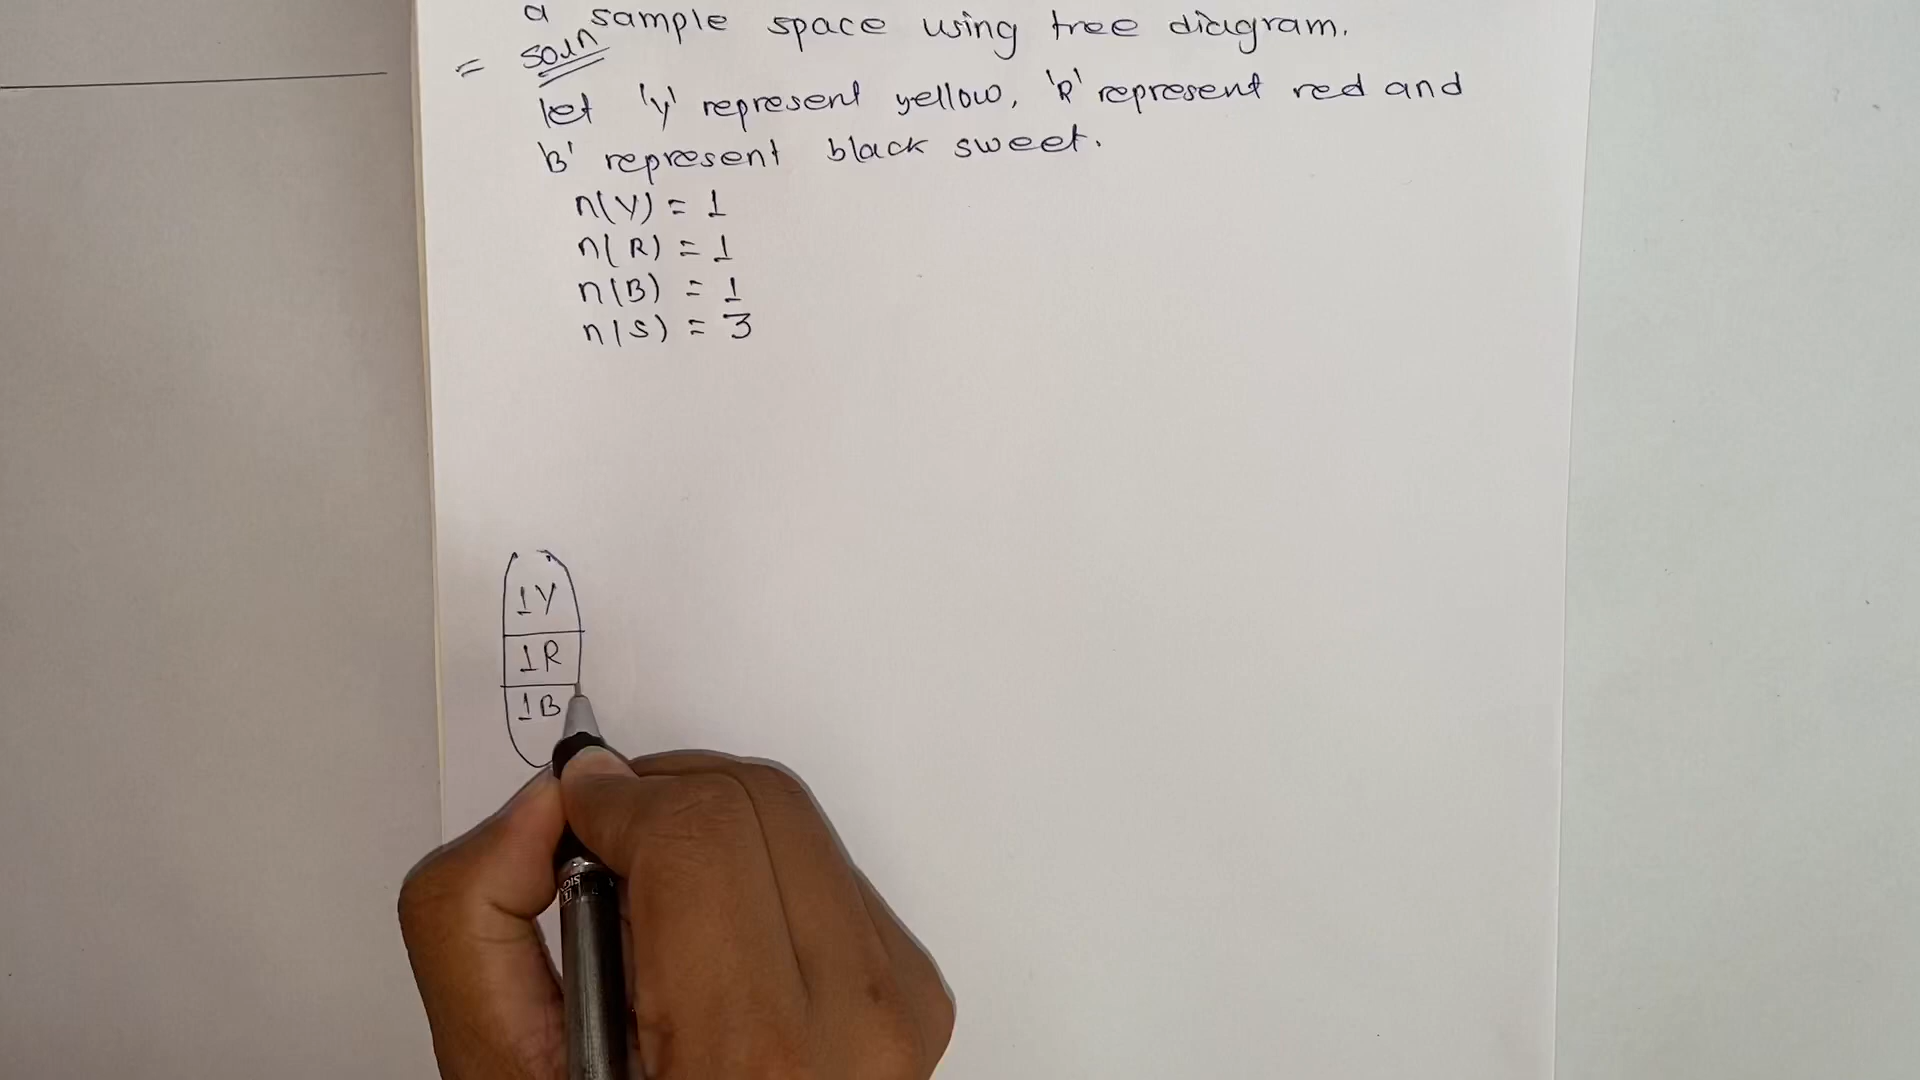 a sample space using tree diagram.
= soln
let 'y' represent yellow, 'R' represent red and
'B' represent black sweet.
n(Y) = 1
n(R) = 1
n(B) = 1
n(S) = 3
1Y
1R
1B